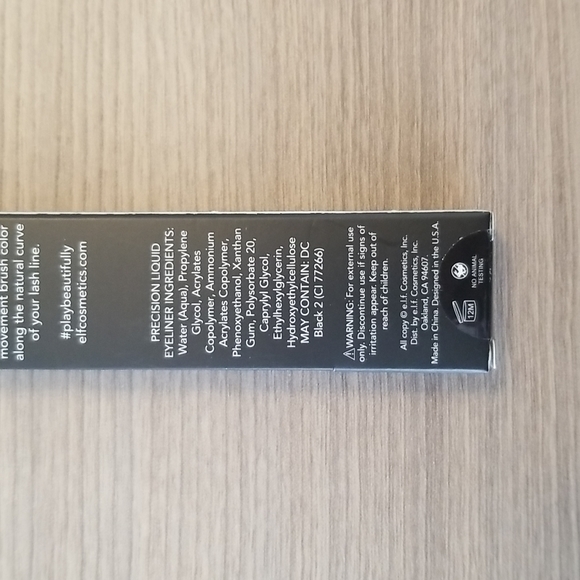 movement brush color
along the natural curve
of your lash line.
#playbeautifully
elfcosmetics.com
PRECISION LIQUID
EYELINER INGREDIENTS:
Water (Aqua), Propylene
Glycol, Acrylates
Copolymer, Ammonium
Acrylates Copolymer,
Phenoxyethanol, Xanthan
Gum, Polysorbate 20,
Caprylyl Glycol,
Ethylhexylglycerin,
Hydroxyethylcellulose
MAY CONTAIN: DC
Black 2 (CI 77266)
⚠WARNING: For external use
only. Discontinue use if signs of
irritation appear. Keep out of
reach of children.
All copy © e.l.f. Cosmetics, Inc.
Dist. by e.l.f. Cosmetics, Inc.
Oakland, CA 94607.
Made in China. Designed in the U.S.A.
12M
NO ANIMAL
TESTING